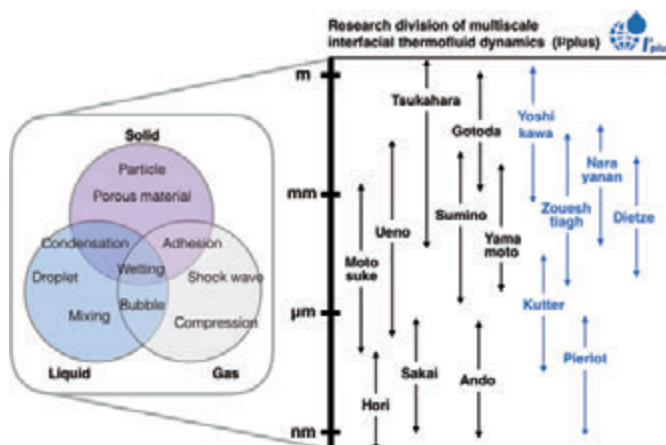 Research division of multiscale
interfacial thermofluid dynamics (I²plus)
I²plus
m
mm
μm
nm
Solid
Particle
Porous material
Condensation
Adhesion
Wetting
Droplet
Shock wave
Bubble
Mixing
Compression
Liquid
Gas
Tsukahara
Gotoda
Yoshi
kawa
Nara
yanan
Sumino
Zouesh
tiagh
Dietze
Ueno
Yama
moto
Moto
suke
Kutter
Pierlot
Sakai
Ando
Hori